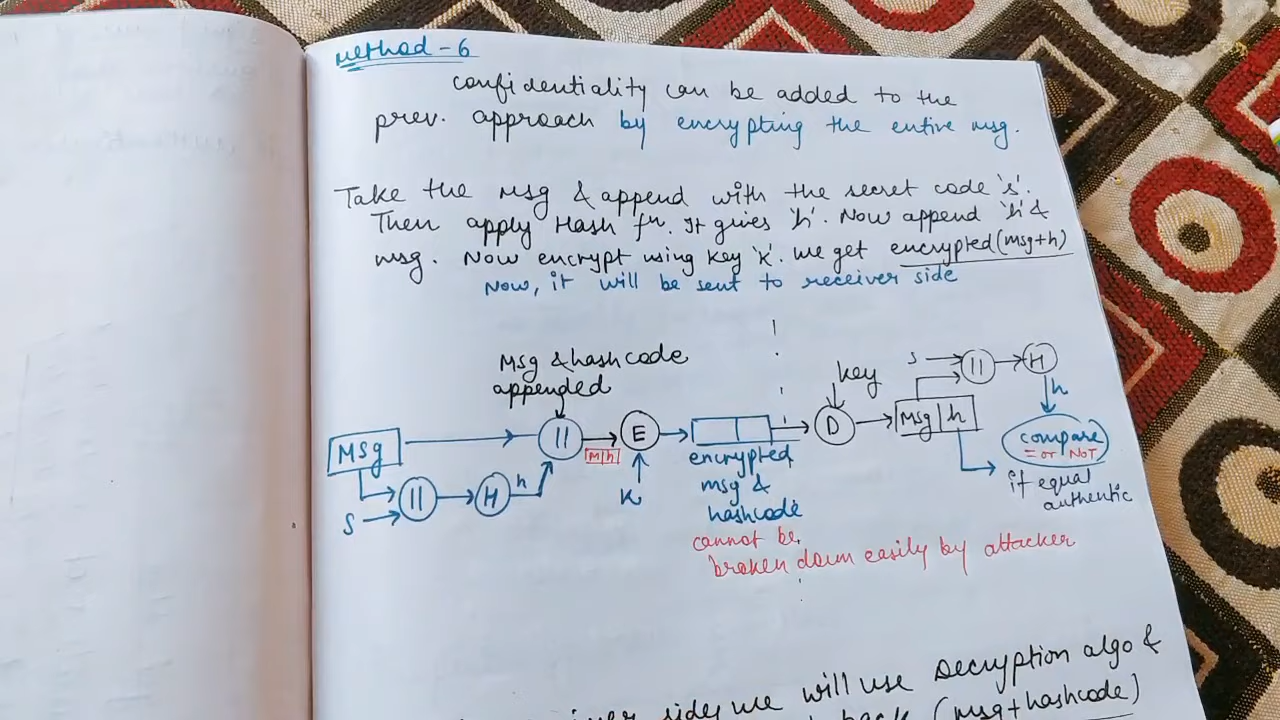 method - 6
confidentiality can be added to the
prev. approach by encrypting the entire msg.
Take the msg & append with the secret code 's'.
Then apply Hash fn. It gives 'h'. Now append 'h' &
msg. Now encrypt using key 'k'. we get encrypted(msg+h)
Now, it will be sent to receiver side
Msg & hashcode
appended
Msg
||
M|h
E
K
S
||
H
h
encrypted
msg &
hashcode
cannot be
broken down easily by attacker
key
D
Msg|h
s
||
H
h
compare
= or NOT
if equal
authentic
side we will use Decryption algo &
back (msg+hashcode)